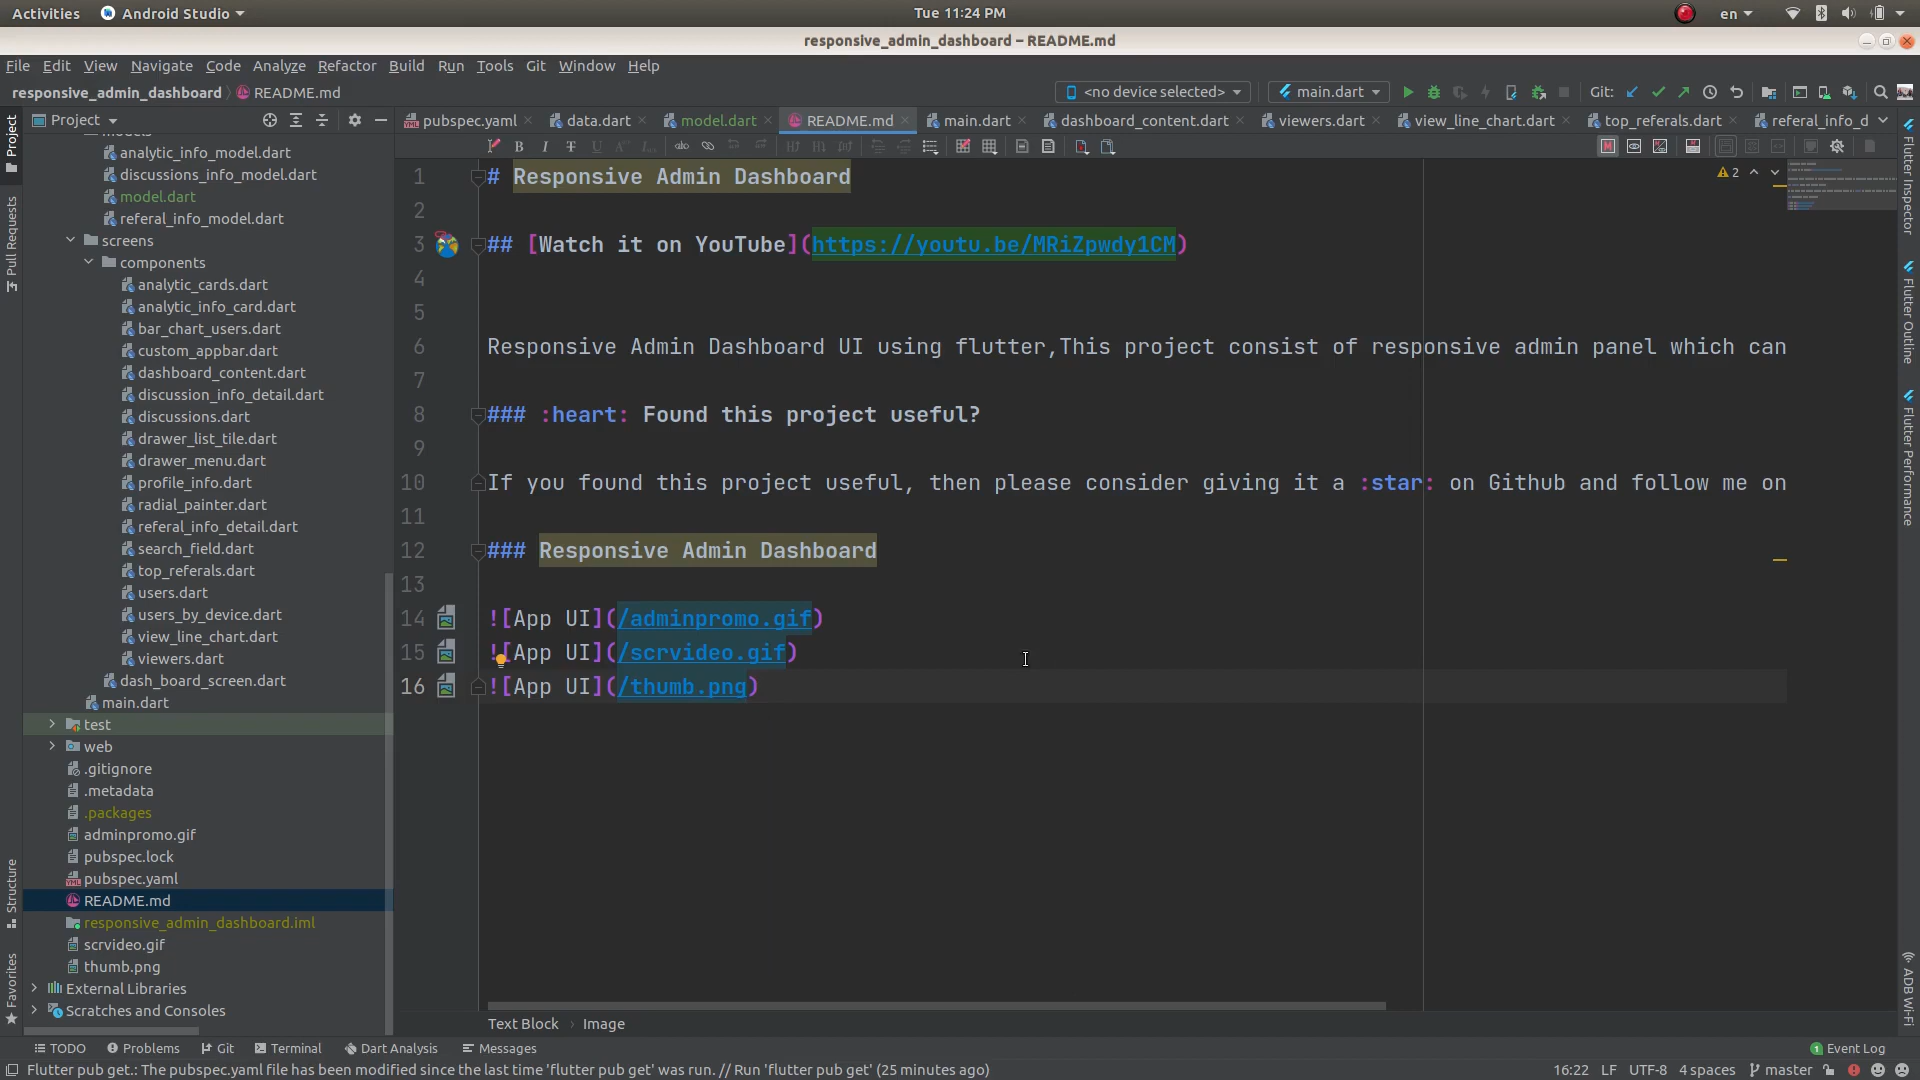 Activities Android Studio Tue 11:24 PM en
responsive_admin_dashboard – README.md
File Edit View Navigate Code Analyze Refactor Build Run Tools Git Window Help
responsive_admin_dashboard README.md <no device selected> main.dart Git:
Project pubspec.yaml data.dart model.dart README.md main.dart dashboard_content.dart viewers.dart view_line_chart.dart top_referals.dart referal_info_d
Project
Pull Requests
Structure
Favorites
models
analytic_info_model.dart
discussions_info_model.dart
model.dart
referal_info_model.dart
screens
components
analytic_cards.dart
analytic_info_card.dart
bar_chart_users.dart
custom_appbar.dart
dashboard_content.dart
discussion_info_detail.dart
discussions.dart
drawer_list_tile.dart
drawer_menu.dart
profile_info.dart
radial_painter.dart
referal_info_detail.dart
search_field.dart
top_referals.dart
users.dart
users_by_device.dart
view_line_chart.dart
viewers.dart
dash_board_screen.dart
main.dart
test
web
.gitignore
.metadata
.packages
adminpromo.gif
pubspec.lock
pubspec.yaml
README.md
responsive_admin_dashboard.iml
scrvideo.gif
thumb.png
External Libraries
Scratches and Consoles
2
1 # Responsive Admin Dashboard
2
3 ## [Watch it on YouTube](https://youtu.be/MRiZpwdy1CM)
4
5
6 Responsive Admin Dashboard UI using flutter,This project consist of responsive admin panel which can
7
8 ### :heart: Found this project useful?
9
10 If you found this project useful, then please consider giving it a :star: on Github and follow me on
11
12 ### Responsive Admin Dashboard
13
14 ![App UI](/adminpromo.gif)
15 ![App UI](/scrvideo.gif)
16 ![App UI](/thumb.png)
Text Block › Image
Flutter Inspector
Flutter Outline
Flutter Performance
ADB Wi-Fi
TODO Problems Git Terminal Dart Analysis Messages 1 Event Log
Flutter pub get.: The pubspec.yaml file has been modified since the last time 'flutter pub get' was run. // Run 'flutter pub get' (25 minutes ago) 16:22 LF UTF-8 4 spaces master